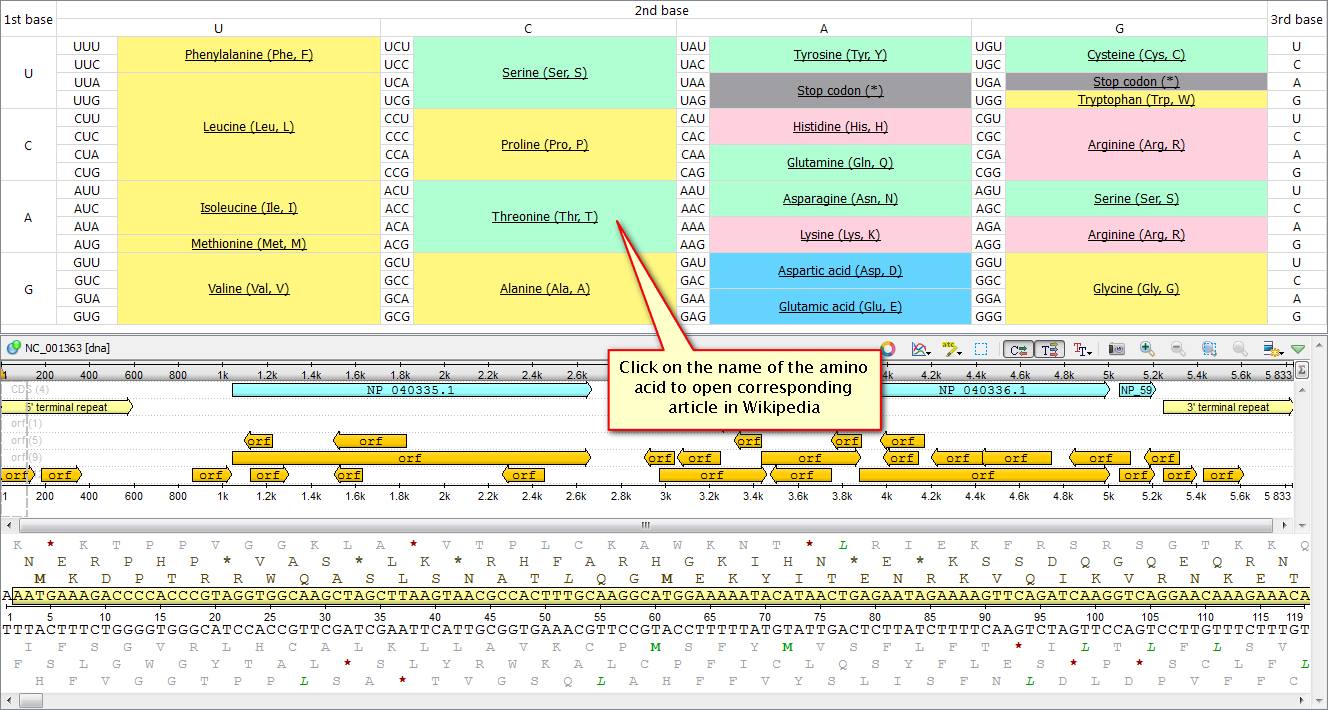 1st base 2nd base 3rd base
U C A G
UUU Phenylalanine (Phe, F) UCU Serine (Ser, S) UAU Tyrosine (Tyr, Y) UGU Cysteine (Cys, C) U
UUC UCC UAC UGC C
U UUA Leucine (Leu, L) UCA UAA Stop codon (*) UGA Stop codon (*) A
UUG UCG UAG UGG Tryptophan (Trp, W) G
CUU CCU Proline (Pro, P) CAU Histidine (His, H) CGU Arginine (Arg, R) U
CUC CCC CAC CGC C
C CUA CCA CAA Glutamine (Gln, Q) CGA A
CUG CCG CAG CGG G
AUU Isoleucine (Ile, I) ACU Threonine (Thr, T) AAU Asparagine (Asn, N) AGU Serine (Ser, S) U
AUC ACC AAC AGC C
A AUA ACA AAA Lysine (Lys, K) AGA Arginine (Arg, R) A
AUG Methionine (Met, M) ACG AAG AGG G
GUU Valine (Val, V) GCU Alanine (Ala, A) GAU Aspartic acid (Asp, D) GGU Glycine (Gly, G) U
GUC GCC GAC GGC C
G GUA GCA GAA Glutamic acid (Glu, E) GGA A
GUG GCG GAG GGG G
Click on the name of the amino
acid to open corresponding
article in Wikipedia
NC_001363 [dna]
1 200 400 600 800 1k 1.2k 1.4k 1.6k 1.8k 2k 2.2k 2.4k 2.6k 4.2k 4.4k 4.6k 4.8k 5k 5.2k 5.4k 5.6k 5 833
CDS (4) NP_040335.1 NP_040336.1 NP_59
5' terminal repeat 3' terminal repeat
orf (1)
orf (5) orf orf orf orf orf
orf (9) orf orf orf orf orf orf orf orf orf
orf orf orf orf orf orf orf orf orf orf orf orf
1 200 400 600 800 1k 1.2k 1.4k 1.6k 1.8k 2k 2.2k 2.4k 2.6k 2.8k 3k 3.2k 3.4k 3.6k 3.8k 4k 4.2k 4.4k 4.6k 4.8k 5k 5.2k 5.4k 5.6k 5 833
K * K T P P V G G K L A * V T P L C K A W K N T * L R I E K F R S R S G T K K Q
N E R P H P * V A S * L K * R H F A R H G K I H N * E * K S S D Q G Q E Q R N
M K D P T R R W Q A S L S N A T L Q G M E K Y I T E N R K V Q I K V R N K E T
AAATGAAAGACCCCACCCGTAGGTGGCAAGCTAGCTTAAGTAACGCCACTTTGCAAGGCATGGAAAAATACATAACTGAGAATAGAAAAGTTCAGATCAAGGTCAGGAACAAAGAAACA
1 5 10 15 20 25 30 35 40 45 50 55 60 65 70 75 80 85 90 95 100 105 110 115 119
TTTACTTTCTGGGGTGGGCATCCACCGTTCGATCGAATTCATTGCGGTGAAACGTTCCGTACCTTTTTATGTATTGACTCTTATCTTTTCAAGTCTAGTTCCAGTCCTTGTTTCTTTGT
I F S G V R L H C A L K L L A V K C P M S F Y M V S F L F T * I L T L F L S V
F S L G W G Y T A L * S L Y R W K A L C P F I C L Q S Y F L E S * P * S C L F L
H F V G G T P P L S A * T V G S Q L A H F F V Y S L I S F N L D L D P V F F C